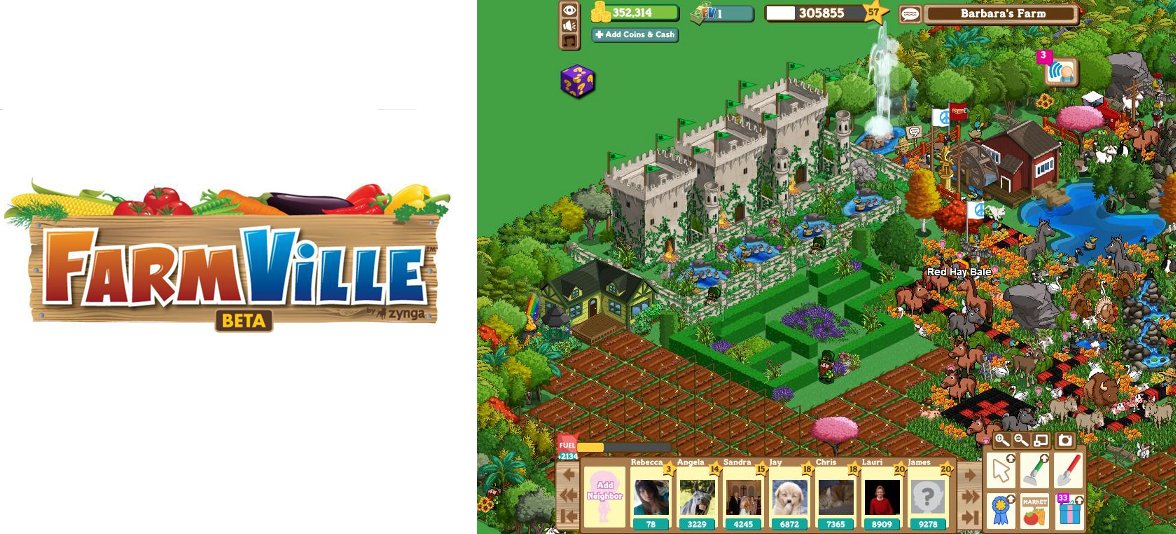 FARMVILLE™
BETA
by zynga
352,314
1
305855
57
Barbara's Farm
+ Add Coins & Cash
3
Red Hay Bale
FUEL
+2134
Add
Neighbor
Rebecca
3
78
Angela
14
3229
Sandra
15
4245
Jay
18
6872
Chris
18
7365
Lauri
20
8909
James
20
?
9278
MARKET
33